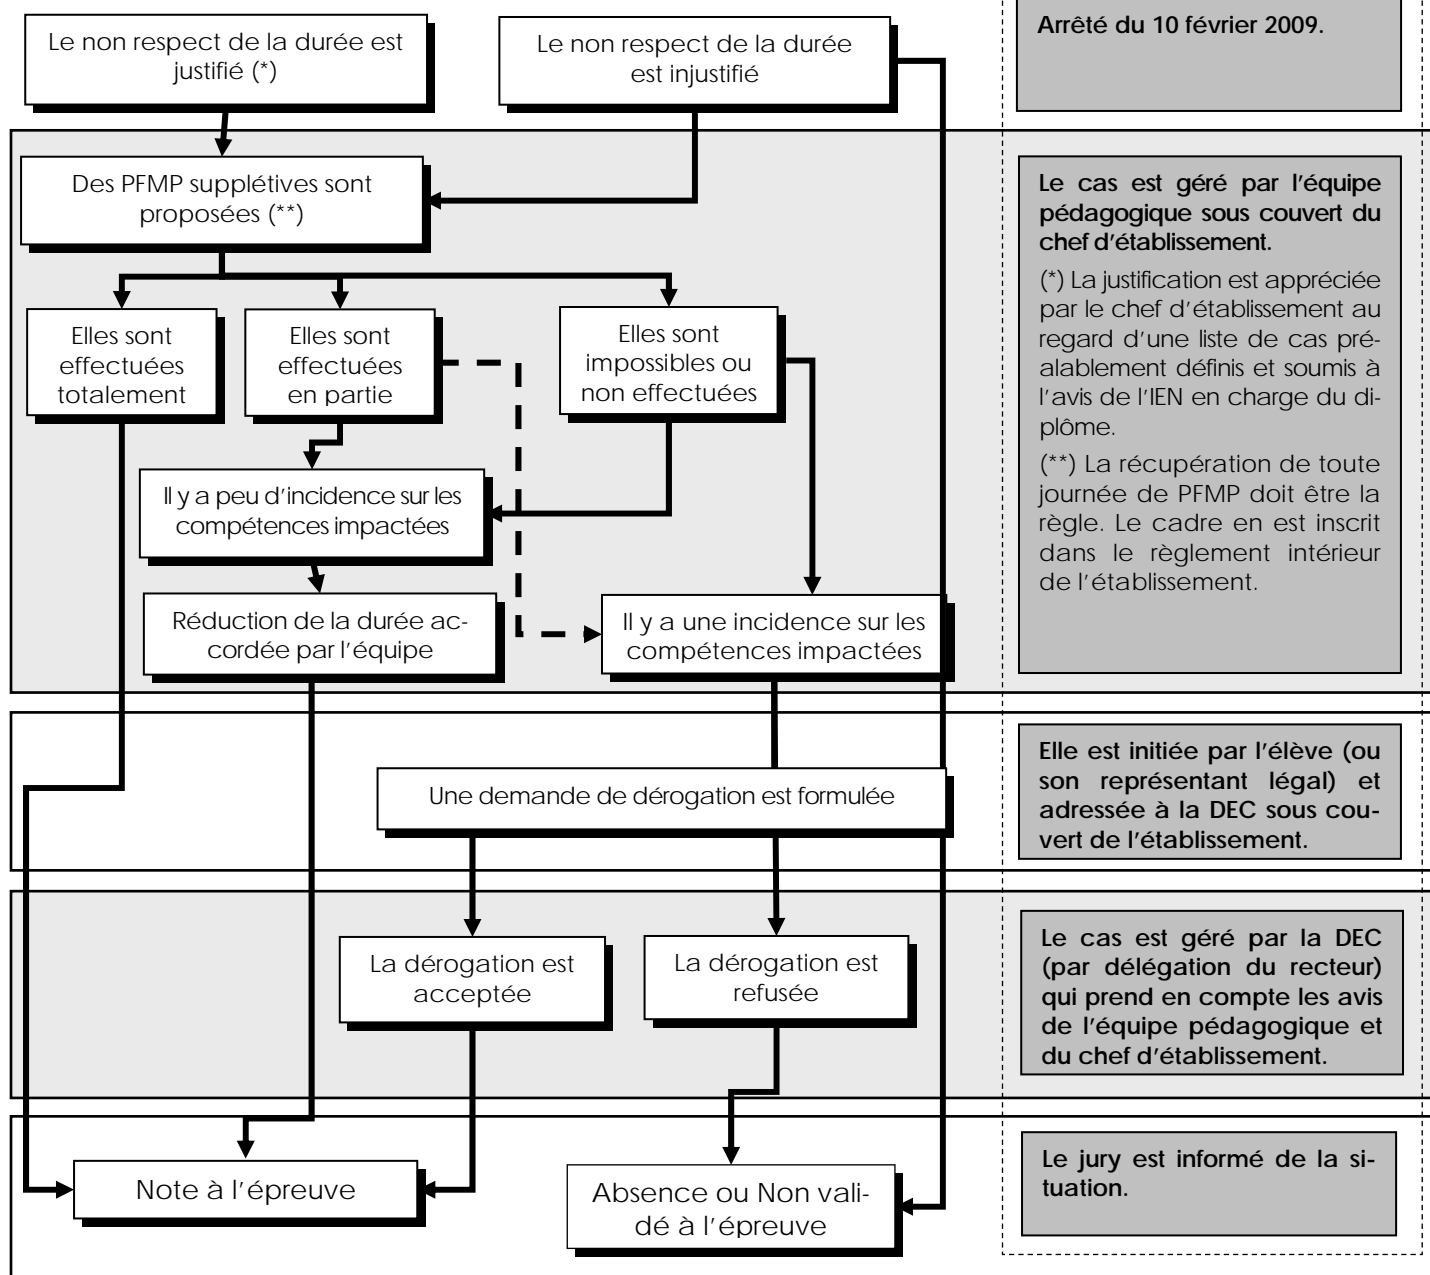 Le non respect de la durée est
justifié (*)
Le non respect de la durée
est injustifié
Arrêté du 10 février 2009.
Des PFMP supplétives sont
proposées (**)
Elles sont
effectuées
totalement
Elles sont
effectuées
en partie
Elles sont
impossibles ou
non effectuées
Il y a peu d'incidence sur les
compétences impactées
Réduction de la durée ac-
cordée par l'équipe
Il y a une incidence sur les
compétences impactées
Le cas est géré par l'équipe
pédagogique sous couvert du
chef d'établissement.
(*) La justification est appréciée
par le chef d'établissement au
regard d'une liste de cas pré-
alablement définis et soumis à
l'avis de l'IEN en charge du di-
plôme.
(**) La récupération de toute
journée de PFMP doit être la
règle. Le cadre en est inscrit
dans le règlement intérieur
de l'établissement.
Une demande de dérogation est formulée
Elle est initiée par l'élève (ou
son représentant légal) et
adressée à la DEC sous cou-
vert de l'établissement.
La dérogation est
acceptée
La dérogation est
refusée
Le cas est géré par la DEC
(par délégation du recteur)
qui prend en compte les avis
de l'équipe pédagogique et
du chef d'établissement.
Note à l'épreuve
Absence ou Non vali-
dé à l'épreuve
Le jury est informé de la si-
tuation.